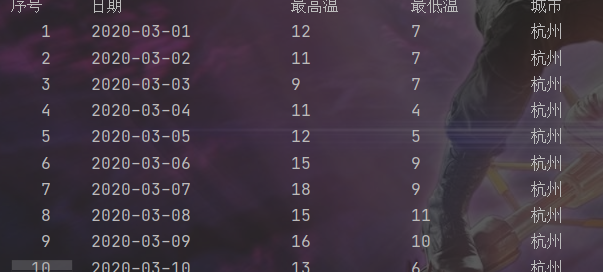 序号 日期 最高温 最低温 城市
1 2020-03-01 12 7 杭州
2 2020-03-02 11 7 杭州
3 2020-03-03 9 7 杭州
4 2020-03-04 11 4 杭州
5 2020-03-05 12 5 杭州
6 2020-03-06 15 9 杭州
7 2020-03-07 18 9 杭州
8 2020-03-08 15 11 杭州
9 2020-03-09 16 10 杭州
10 2020-03-10 13 6 杭州